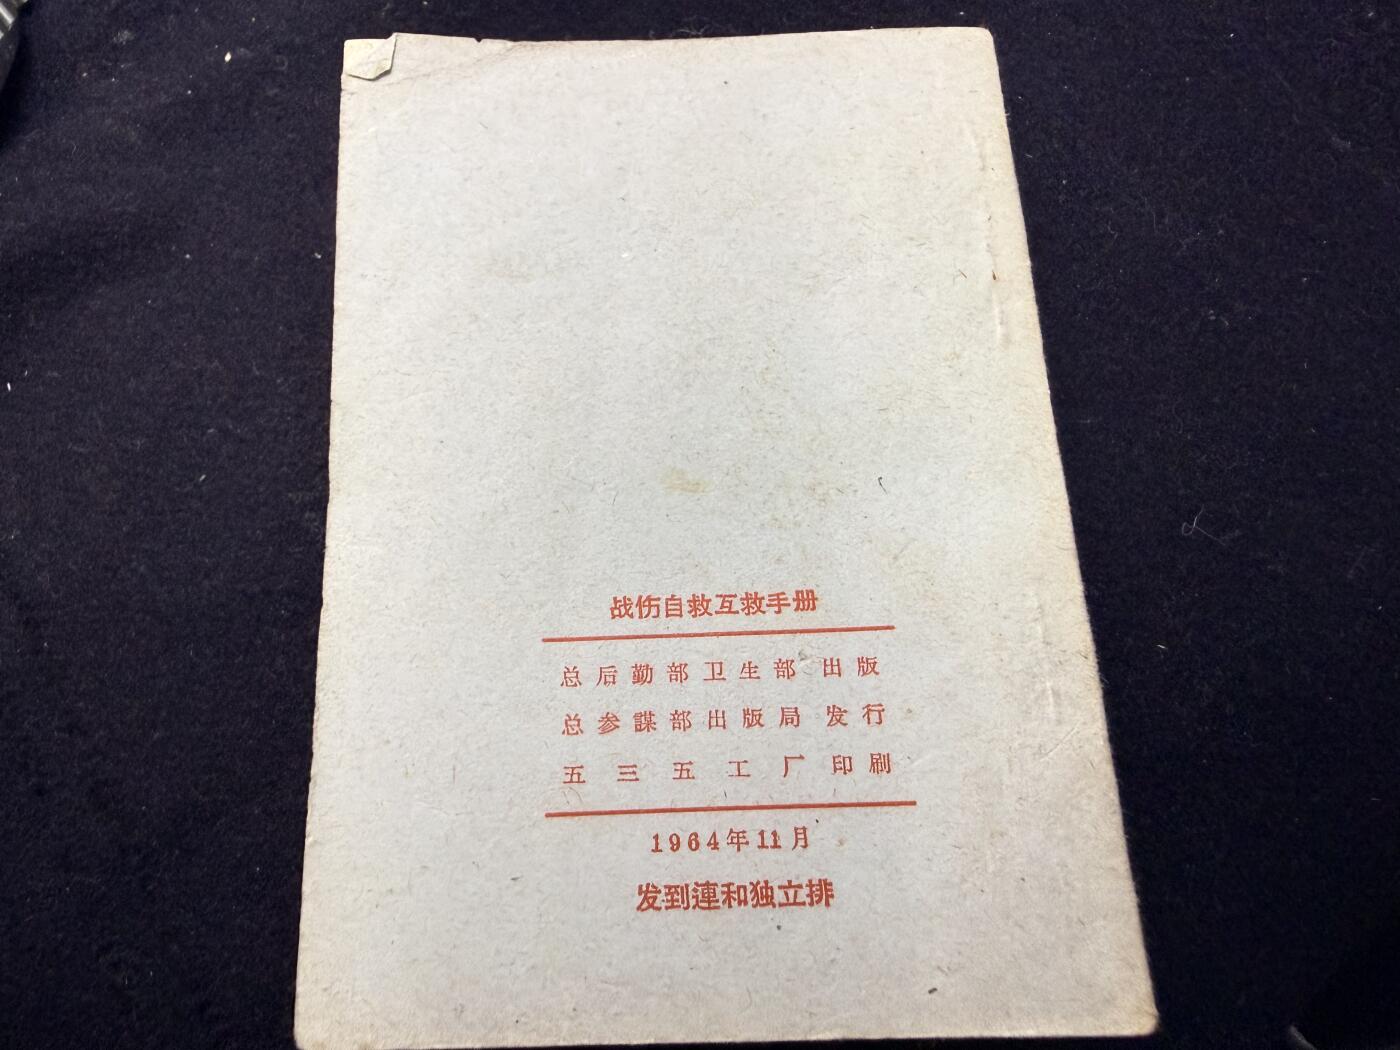 战伤自救互救手册
总后勤部卫生部 出版
总参謀部出版局 发行
五三五工厂 印刷
1964年11月
发到連和独立排